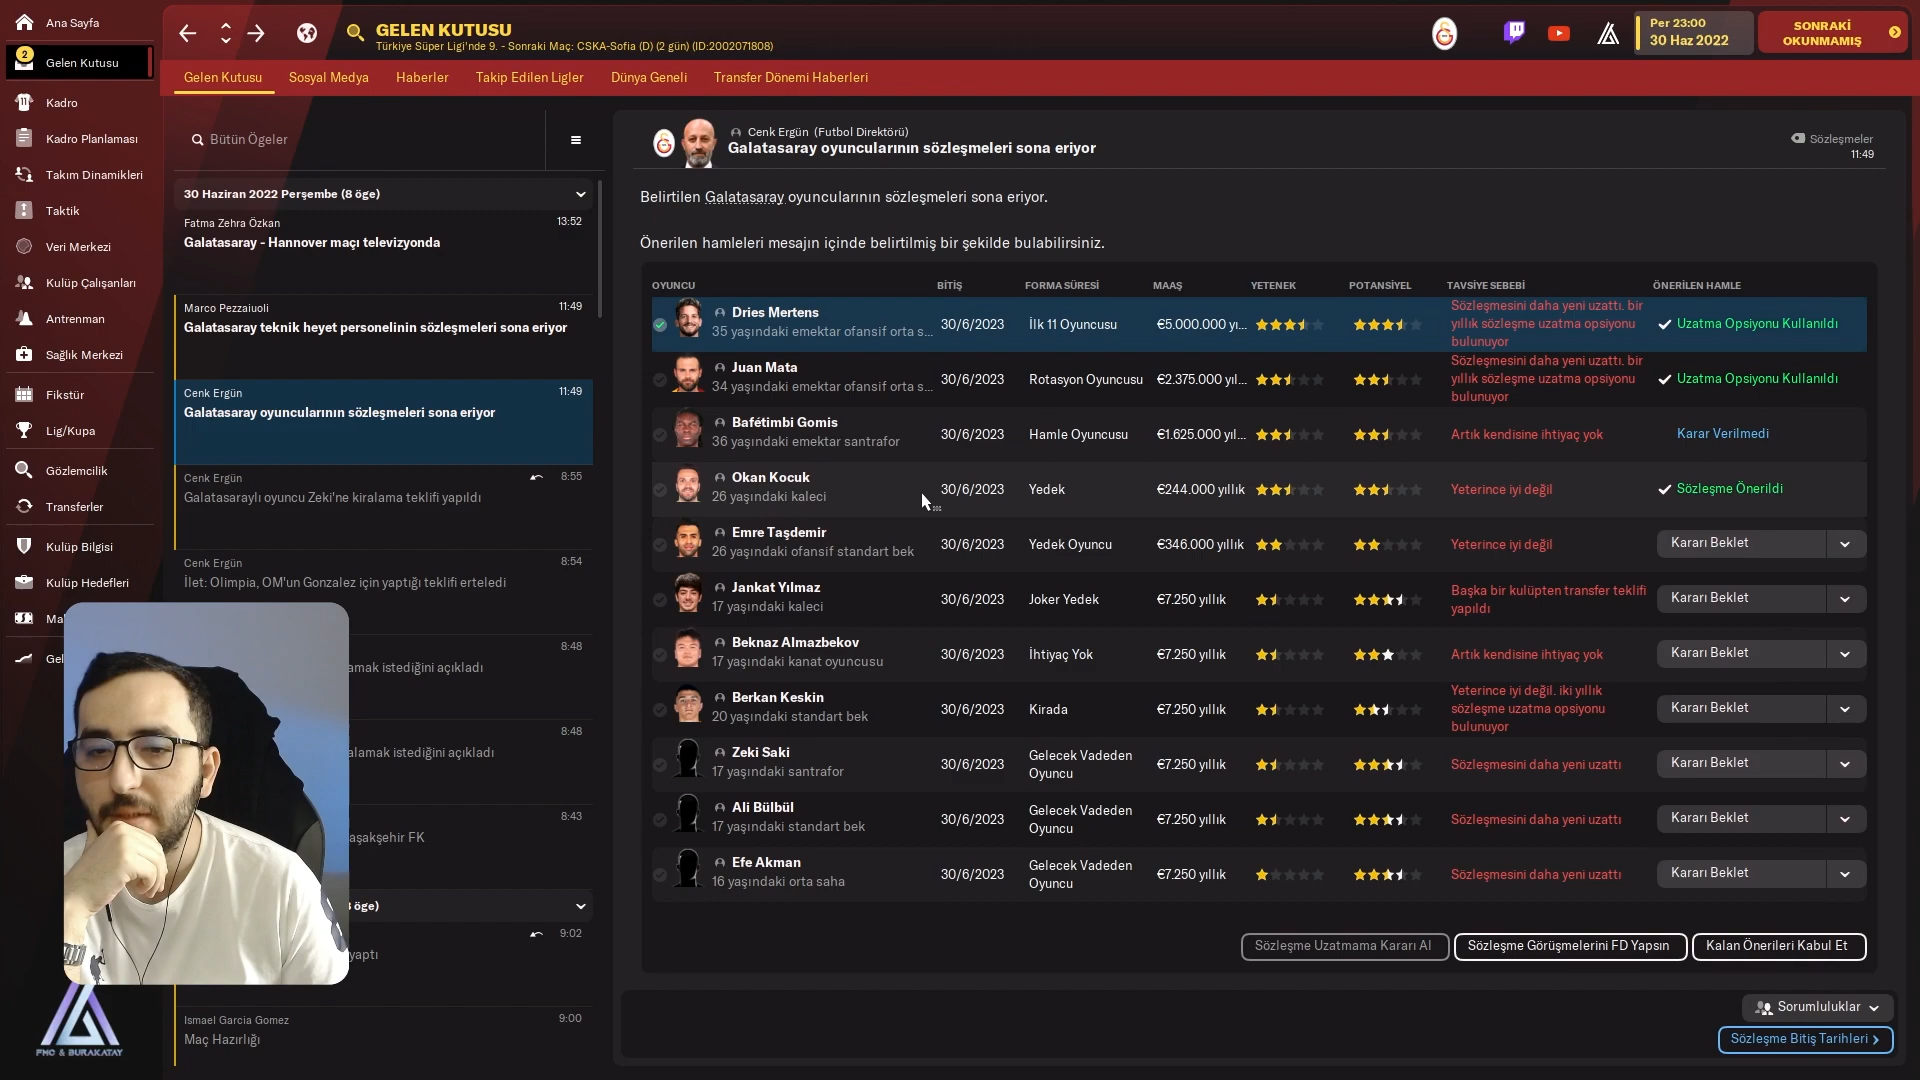 Ana Sayfa
2
Gelen Kutusu
Kadro
Kadro Planlaması
Takım Dinamikleri
Taktik
Veri Merkezi
Kulüp Çalışanları
Antrenman
Sağlık Merkezi
Fikstür
Lig/Kupa
Gözlemcilik
Transferler
Kulüp Bilgisi
Kulüp Hedefleri
Ma
Gel
FMC & BURAKATAY
GELEN KUTUSU
Türkiye Süper Ligi'nde 9. - Sonraki Maç: CSKA-Sofia (D) (2 gün) (ID:2002071808)
Per 23:00
30 Haz 2022
SONRAKİ
OKUNMAMIŞ
Gelen Kutusu
Sosyal Medya
Haberler
Takip Edilen Ligler
Dünya Geneli
Transfer Dönemi Haberleri
Bütün Ögeler
30 Haziran 2022 Perşembe (8 öge)
Fatma Zehra Özkan 13:52
Galatasaray - Hannover maçı televizyonda
Marco Pezzaiuoli 11:49
Galatasaray teknik heyet personelinin sözleşmeleri sona eriyor
Cenk Ergün 11:49
Galatasaray oyuncularının sözleşmeleri sona eriyor
Cenk Ergün 8:55
Galatasaraylı oyuncu Zeki'ne kiralama teklifi yapıldı
Cenk Ergün 8:54
İlet: Olimpia, OM'un Gonzalez için yaptığı teklifi erteledi
8:48
amak istediğini açıkladı
8:48
alamak istediğini açıkladı
8:43
aşakşehir FK
öge)
9:02
yaptı
Ismael Garcia Gomez 9:00
Maç Hazırlığı
Cenk Ergün (Futbol Direktörü)
Galatasaray oyuncularının sözleşmeleri sona eriyor
Sözleşmeler
11:49
Belirtilen Galatasaray oyuncularının sözleşmeleri sona eriyor.
Önerilen hamleleri mesajın içinde belirtilmiş bir şekilde bulabilirsiniz.
OYUNCU BİTİŞ FORMA SÜRESİ MAAŞ YETENEK POTANSİYEL TAVSİYE SEBEBİ ÖNERİLEN HAMLE
Dries Mertens
35 yaşındaki emektar ofansif orta s...
30/6/2023
İlk 11 Oyuncusu
€5.000.000 yı...
Sözleşmesini daha yeni uzattı. bir
yıllık sözleşme uzatma opsiyonu
bulunuyor
Uzatma Opsiyonu Kullanıldı
Juan Mata
34 yaşındaki emektar ofansif orta s...
30/6/2023
Rotasyon Oyuncusu
€2.375.000 yıl...
Sözleşmesini daha yeni uzattı. bir
yıllık sözleşme uzatma opsiyonu
bulunuyor
Uzatma Opsiyonu Kullanıldı
Bafétimbi Gomis
36 yaşındaki emektar santrafor
30/6/2023
Hamle Oyuncusu
€1.625.000 yıl...
Artık kendisine ihtiyaç yok
Karar Verilmedi
Okan Kocuk
26 yaşındaki kaleci
30/6/2023
Yedek
€244.000 yıllık
Yeterince iyi değil
Sözleşme Önerildi
Emre Taşdemir
26 yaşındaki ofansif standart bek
30/6/2023
Yedek Oyuncu
€346.000 yıllık
Yeterince iyi değil
Kararı Beklet
Jankat Yılmaz
17 yaşındaki kaleci
30/6/2023
Joker Yedek
€7.250 yıllık
Başka bir kulüpten transfer teklifi
yapıldı
Kararı Beklet
Beknaz Almazbekov
17 yaşındaki kanat oyuncusu
30/6/2023
İhtiyaç Yok
€7.250 yıllık
Artık kendisine ihtiyaç yok
Kararı Beklet
Berkan Keskin
20 yaşındaki standart bek
30/6/2023
Kirada
€7.250 yıllık
Yeterince iyi değil. iki yıllık
sözleşme uzatma opsiyonu
bulunuyor
Kararı Beklet
Zeki Saki
17 yaşındaki santrafor
30/6/2023
Gelecek Vadeden
Oyuncu
€7.250 yıllık
Sözleşmesini daha yeni uzattı
Kararı Beklet
Ali Bülbül
17 yaşındaki standart bek
30/6/2023
Gelecek Vadeden
Oyuncu
€7.250 yıllık
Sözleşmesini daha yeni uzattı
Kararı Beklet
Efe Akman
16 yaşındaki orta saha
30/6/2023
Gelecek Vadeden
Oyuncu
€7.250 yıllık
Sözleşmesini daha yeni uzattı
Kararı Beklet
Sözleşme Uzatmama Kararı Al
Sözleşme Görüşmelerini FD Yapsın
Kalan Önerileri Kabul Et
Sorumluluklar
Sözleşme Bitiş Tarihleri